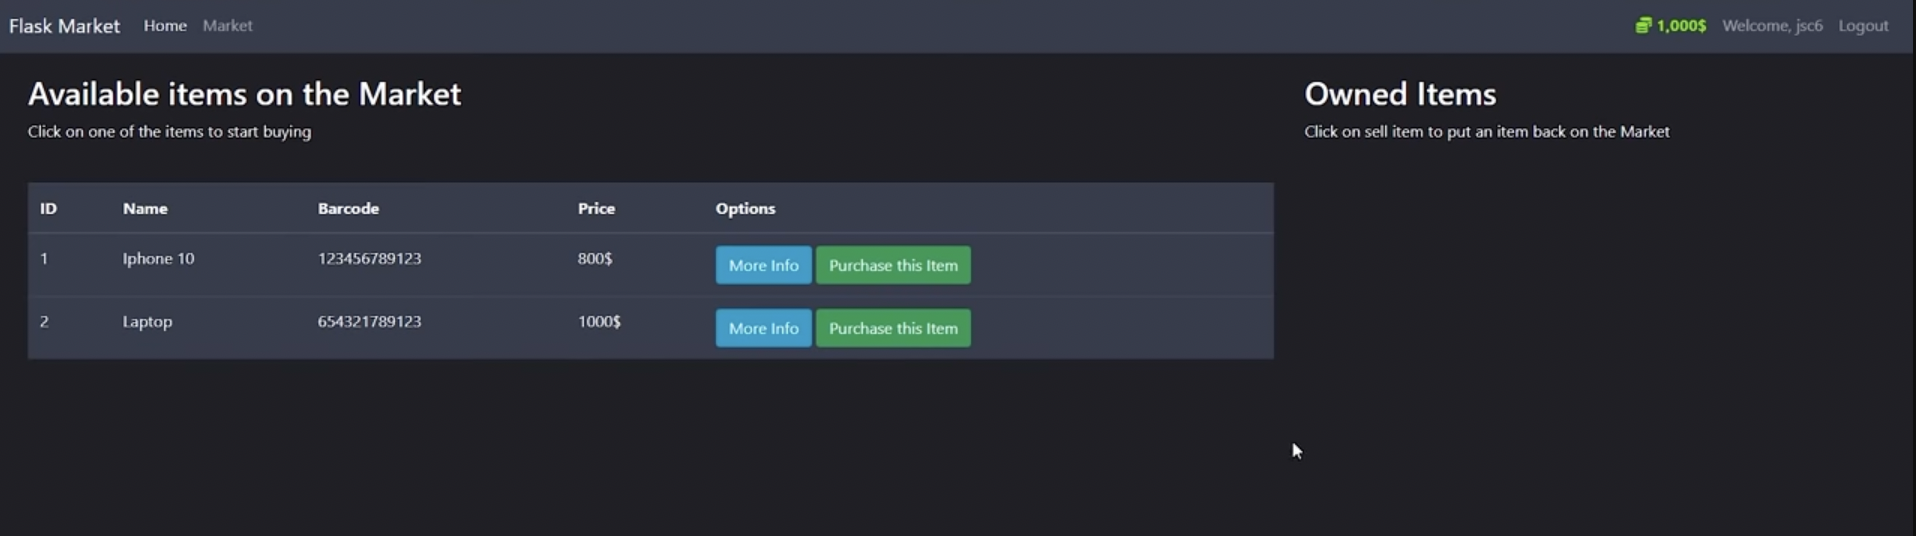 Flask Market Home Market 1,000$ Welcome, jsc6 Logout
Available items on the Market
Click on one of the items to start buying
ID Name Barcode Price Options
1 Iphone 10 123456789123 800$ More Info Purchase this Item
2 Laptop 654321789123 1000$ More Info Purchase this Item
Owned Items
Click on sell item to put an item back on the Market